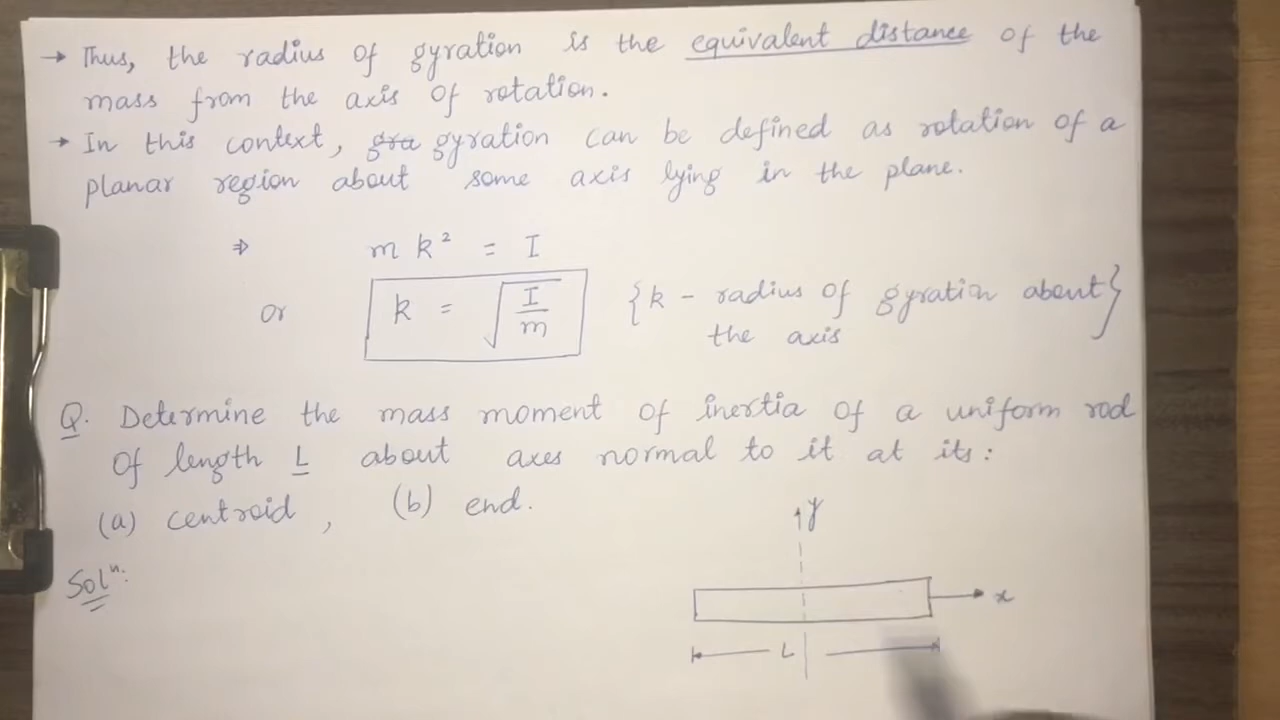 → Thus, the radius of gyration is the equivalent distance of the
mass from the axis of rotation.
→ In this context, gra gyration can be defined as rotation of a
planar region about some axis lying in the plane.
⇒ m k² = I
or k = √(I/m) {k - radius of gyration about}
the axis
Q. Determine the mass moment of inertia of a uniform rod
of length L about axes normal to it at its:
(a) centroid, (b) end.
Solⁿ:
y
x
L